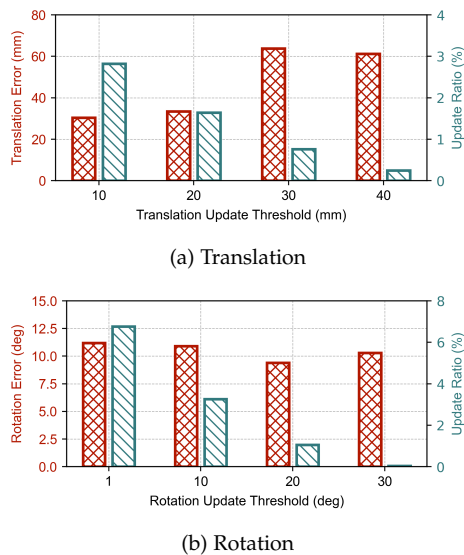 80
60
40
20
0
Translation Error (mm)
4
3
2
1
0
Update Ratio (%)
10 20 30 40
Translation Update Threshold (mm)
(a) Translation
15.0
12.5
10.0
7.5
5.0
2.5
0.0
Rotation Error (deg)
8
6
4
2
0
Update Ratio (%)
1 10 20 30
Rotation Update Threshold (deg)
(b) Rotation